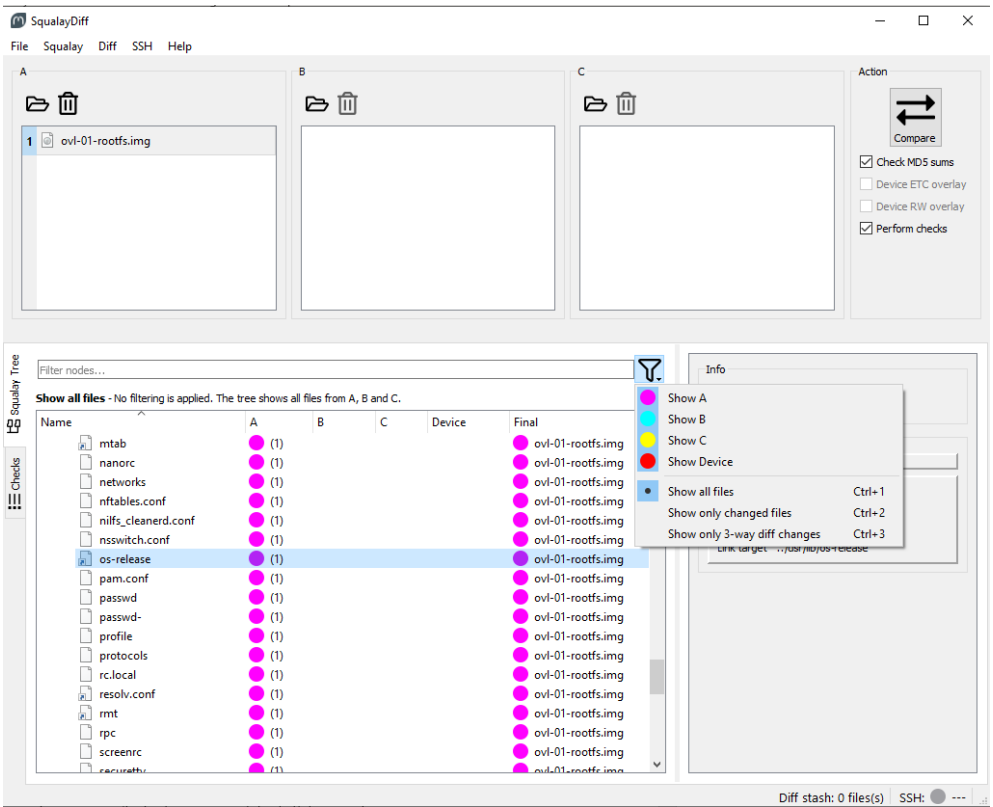 SqualayDiff
File Squalay Diff SSH Help
A
B
C
Action
1 ovl-01-rootfs.img
Compare
Check MD5 sums
Device ETC overlay
Device RW overlay
Perform checks
Squalay Tree
Checks
Filter nodes...
Show all files - No filtering is applied. The tree shows all files from A, B and C.
Name A B C Device Final
mtab (1) ovl-01-rootfs.img
nanorc (1) ovl-01-rootfs.img
networks (1) ovl-01-rootfs.img
nftables.conf (1) ovl-01-rootfs.img
nilfs_cleanerd.conf (1) ovl-01-rootfs.img
nsswitch.conf (1) ovl-01-rootfs.img
os-release (1) ovl-01-rootfs.img
pam.conf (1) ovl-01-rootfs.img
passwd (1) ovl-01-rootfs.img
passwd- (1) ovl-01-rootfs.img
profile (1) ovl-01-rootfs.img
protocols (1) ovl-01-rootfs.img
rc.local (1) ovl-01-rootfs.img
resolv.conf (1) ovl-01-rootfs.img
rmt (1) ovl-01-rootfs.img
rpc (1) ovl-01-rootfs.img
screenrc (1) ovl-01-rootfs.img
securetty (1) ovl-01-rootfs.img
Info
Show A
Show B
Show C
Show Device
Show all files Ctrl+1
Show only changed files Ctrl+2
Show only 3-way diff changes Ctrl+3
Link target ../usr/lib/os-release
Diff stash: 0 files(s) SSH: ---